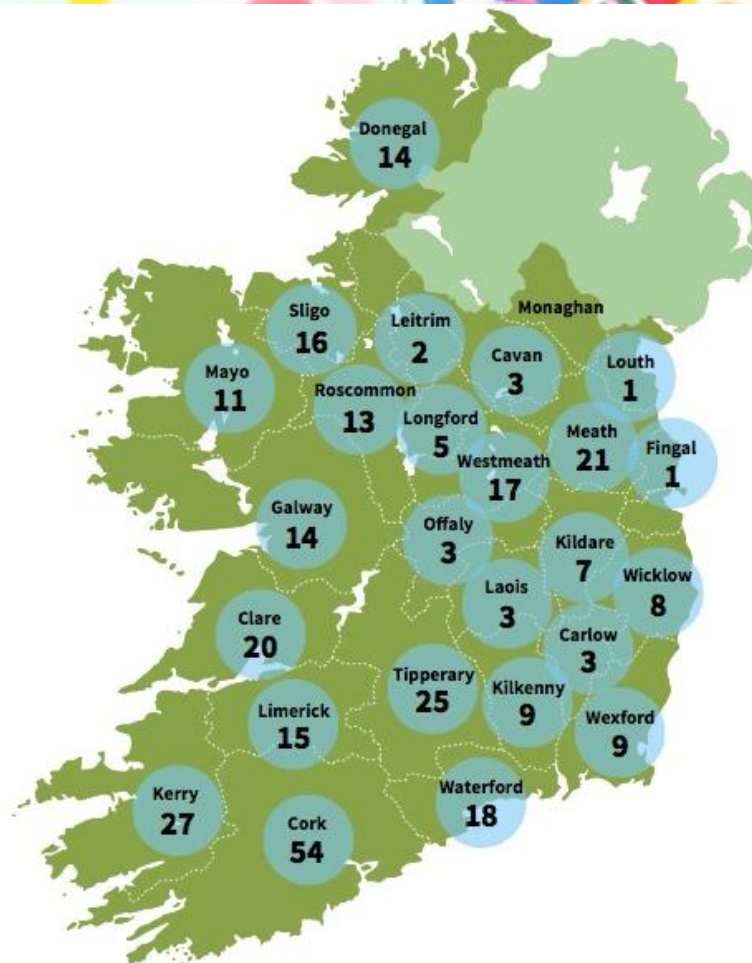 Donegal
14
Monaghan
Sligo
16
Leitrim
2
Cavan
3
Louth
1
Mayo
11
Roscommon
13
Longford
5
Meath
21
Fingal
1
Westmeath
17
Galway
14
Offaly
3
Kildare
7
Laois
3
Wicklow
8
Clare
20
Carlow
3
Tipperary
25
Kilkenny
9
Limerick
15
Wexford
9
Kerry
27
Waterford
18
Cork
54